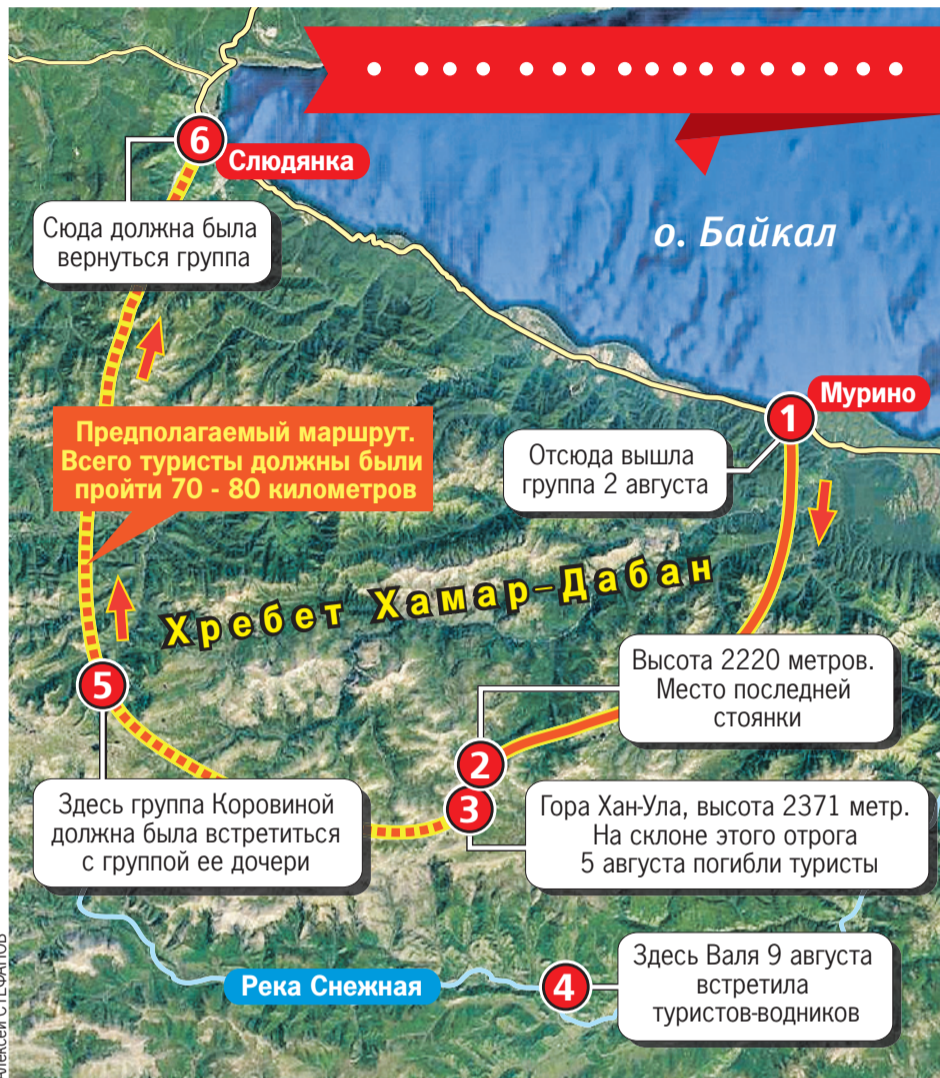 6
Слюдянка
Сюда должна была
вернуться группа
о. Байкал
Мурино
1
Отсюда вышла
группа 2 августа
Предполагаемый маршрут.
Всего туристы должны были
пройти 70 - 80 километров
Хребет Хамар-Дабан
5
Высота 2220 метров.
Место последней
стоянки
2
3
Здесь группа Коровиной
должна была встретиться
с группой ее дочери
Гора Хан-Ула, высота 2371 метр.
На склоне этого отрога
5 августа погибли туристы
Река Снежная
4
Здесь Валя 9 августа
встретила
туристов-водников
Алексей СТЕФАНОВ